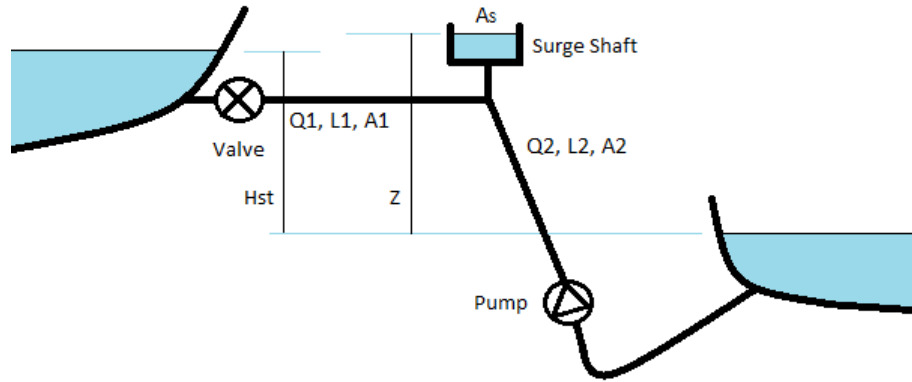 As
Surge Shaft
Q1, L1, A1
Valve
Q2, L2, A2
Hst
Z
Pump